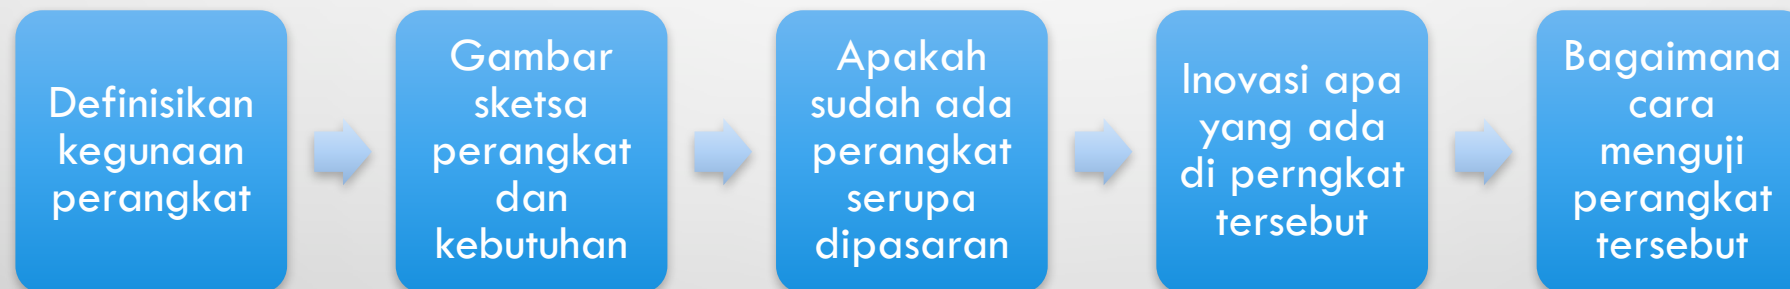 Definisikan
kegunaan
perangkat
Gambar
sketsa
perangkat
dan
kebutuhan
Apakah
sudah ada
perangkat
serupa
dipasaran
Inovasi apa
yang ada
di perngkat
tersebut
Bagaimana
cara
menguji
perangkat
tersebut